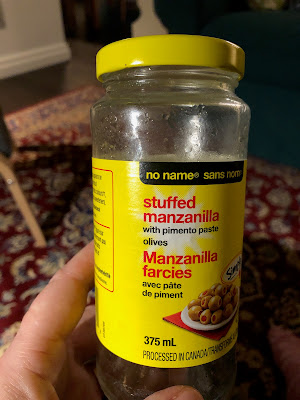 no name® sans nom
stuffed
manzanilla
with pimento paste
olives
Manzanilla
farcies
avec pâte
de piment
375 mL
PROCESSED IN CANADA/TRANSFORMÉ